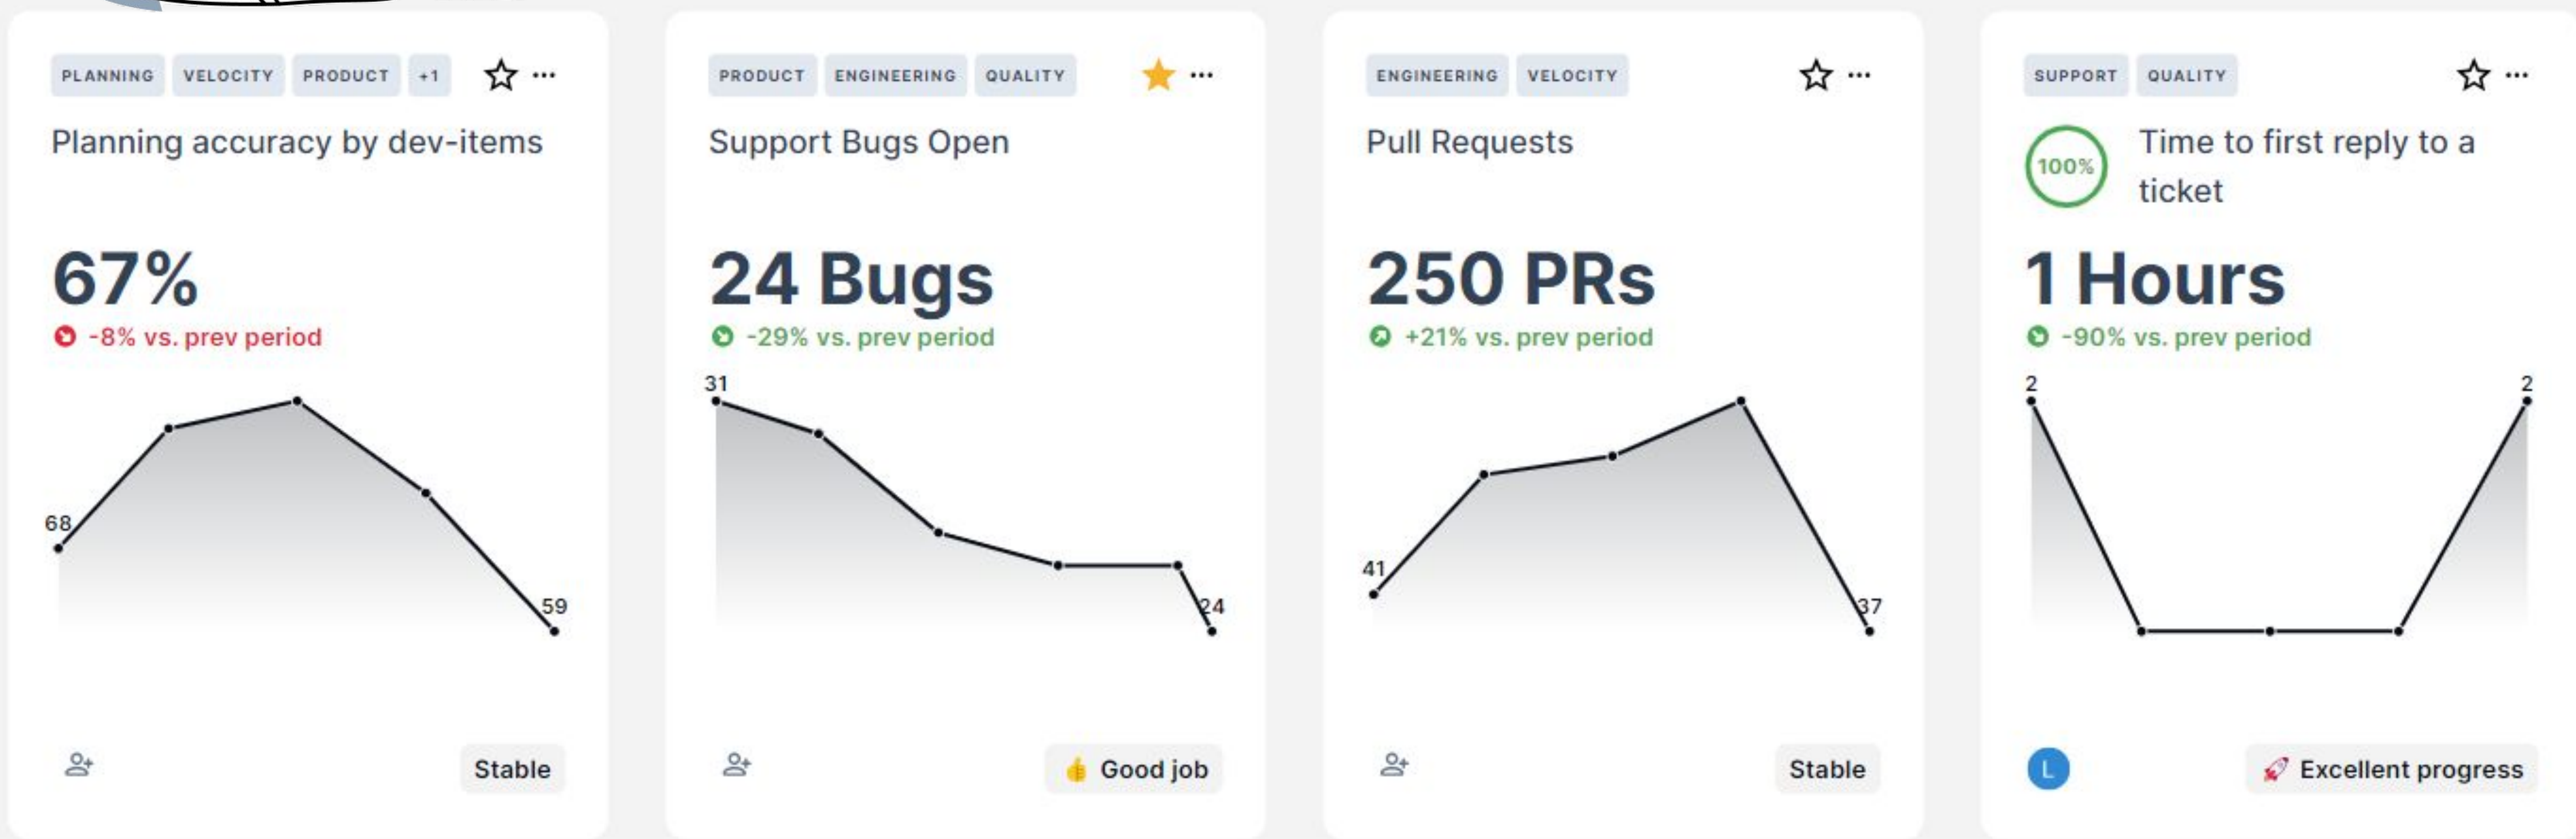 PLANNING VELOCITY PRODUCT +1
Planning accuracy by dev-items
67%
-8% vs. prev period
68
59
Stable
PRODUCT ENGINEERING QUALITY
Support Bugs Open
24 Bugs
-29% vs. prev period
31
24
👍 Good job
ENGINEERING VELOCITY
Pull Requests
250 PRs
+21% vs. prev period
41
37
Stable
SUPPORT QUALITY
100%
Time to first reply to a
ticket
1 Hours
-90% vs. prev period
2
2
L
🚀 Excellent progress